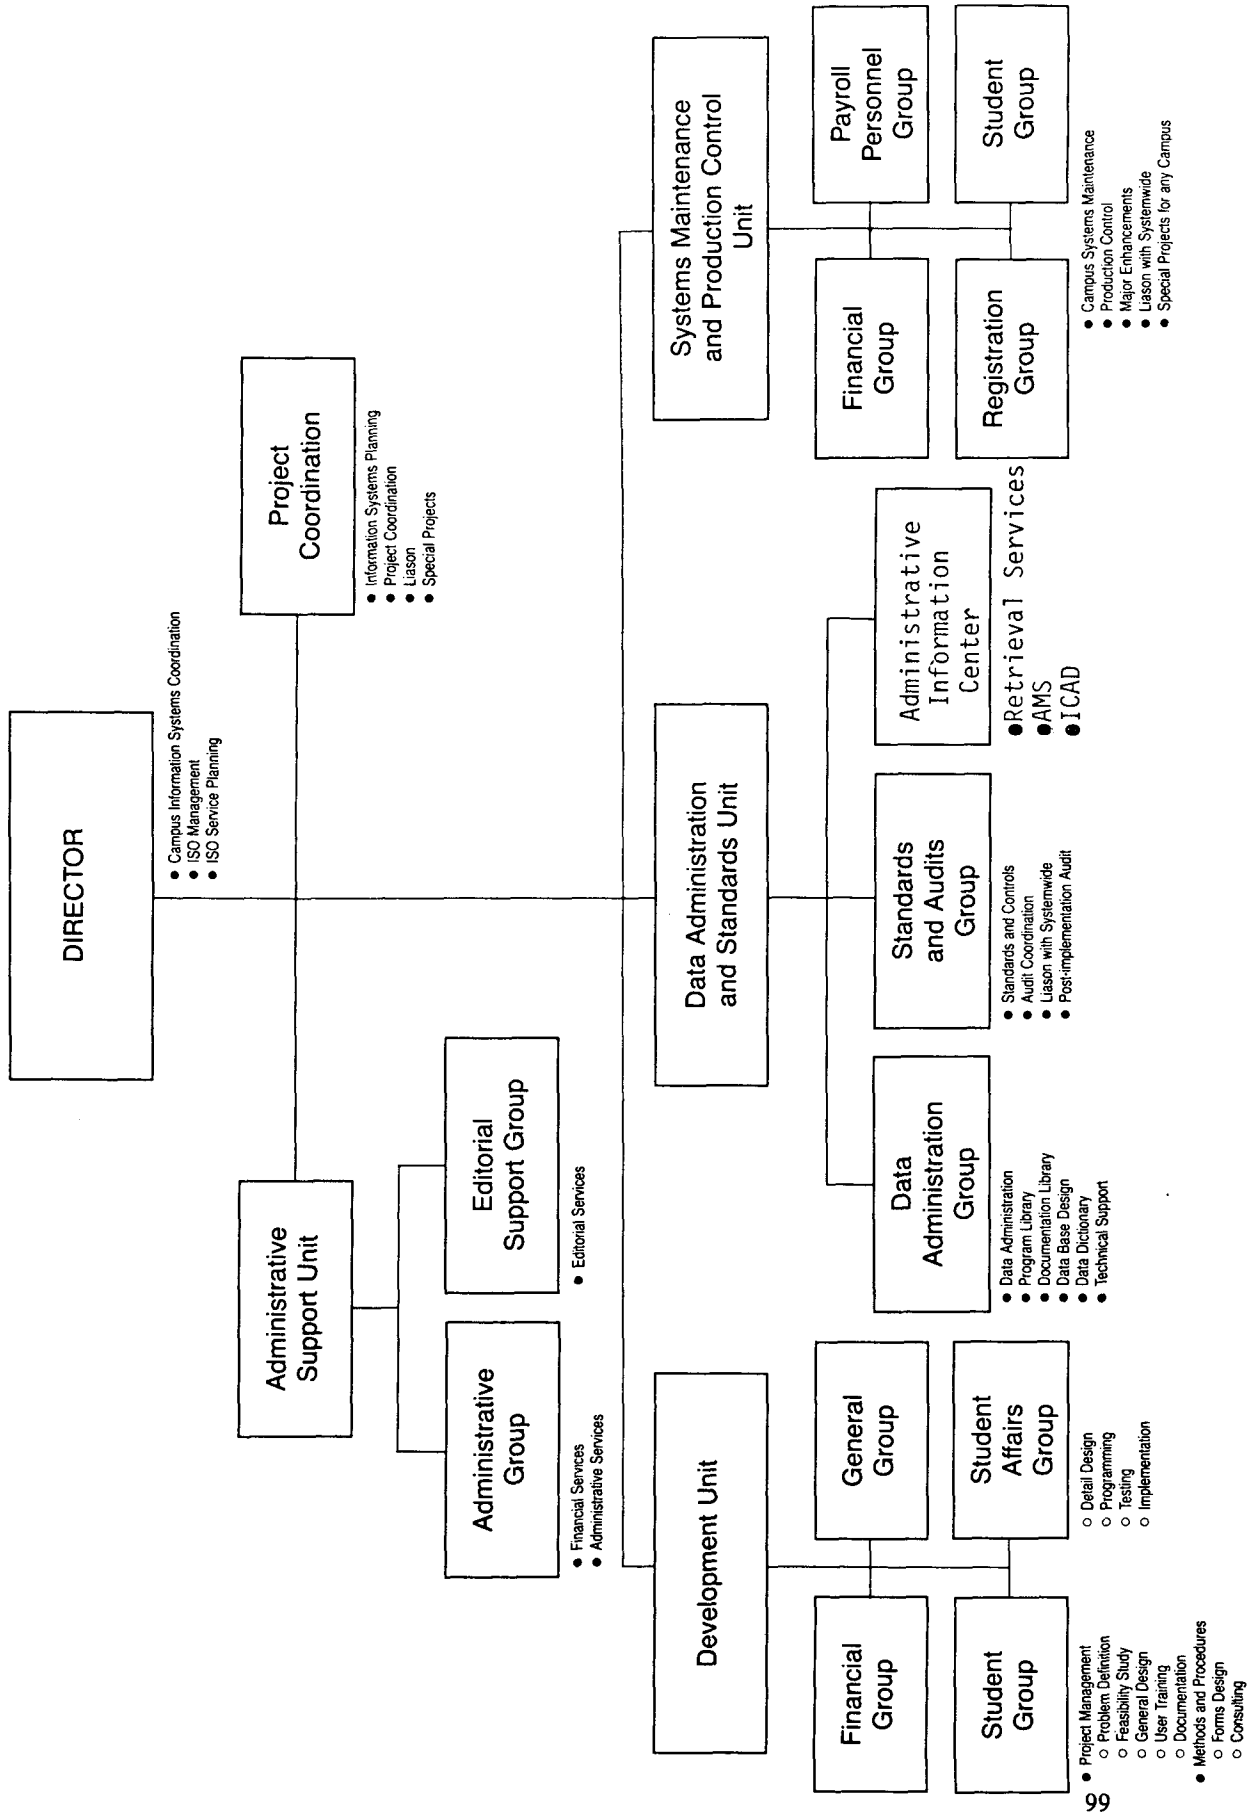 DIRECTOR
● Campus Information Systems Coordination
● ISO Management
● ISO Service Planning
Administrative
Support Unit
Project
Coordination
● Information Systems Planning
● Project Coordination
● Liason
● Special Projects
Administrative
Group
● Financial Services
● Administrative Services
Editorial
Support Group
● Editorial Services
Development Unit
Data Administration
and Standards Unit
Systems Maintenance
and Production Control
Unit
Financial
Group
General
Group
Student
Group
Student
Affairs
Group
● Project Management
○ Problem Definition
○ Feasibility Study
○ General Design
○ User Training
○ Documentation
● Methods and Procedures
○ Forms Design
○ Consulting
○ Detail Design
○ Programming
○ Testing
○ Implementation
Data
Administration
Group
● Data Administration
● Program Library
● Documentation Library
● Data Base Design
● Data Dictionary
● Technical Support
Standards
and Audits
Group
● Standards and Controls
● Audit Coordination
● Liason with Systemwide
● Post-implementation Audit
Administrative
Information
Center
●Retrieval Services
●AMS
●ICAD
Financial
Group
Payroll
Personnel
Group
Registration
Group
Student
Group
● Campus Systems Maintenance
● Production Control
● Major Enhancements
● Liason with Systemwide
● Special Projects for any Campus
99